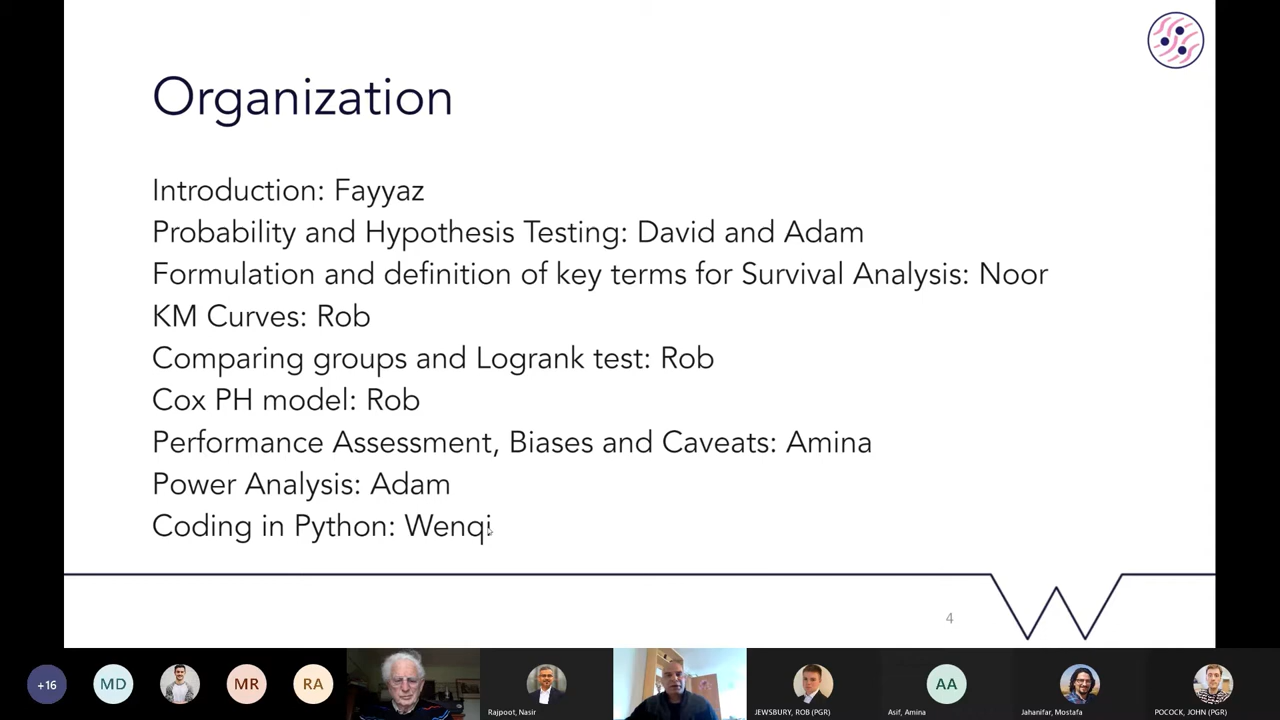 Organization
Introduction: Fayyaz
Probability and Hypothesis Testing: David and Adam
Formulation and definition of key terms for Survival Analysis: Noor
KM Curves: Rob
Comparing groups and Logrank test: Rob
Cox PH model: Rob
Performance Assessment, Biases and Caveats: Amina
Power Analysis: Adam
Coding in Python: Wenqi
4
+16
MD
MR
RA
Rajpoot, Nasir
JEWSBURY, ROB (PGR)
AA
Asif, Amina
Jahanifar, Mostafa
POCOCK, JOHN (PGR)